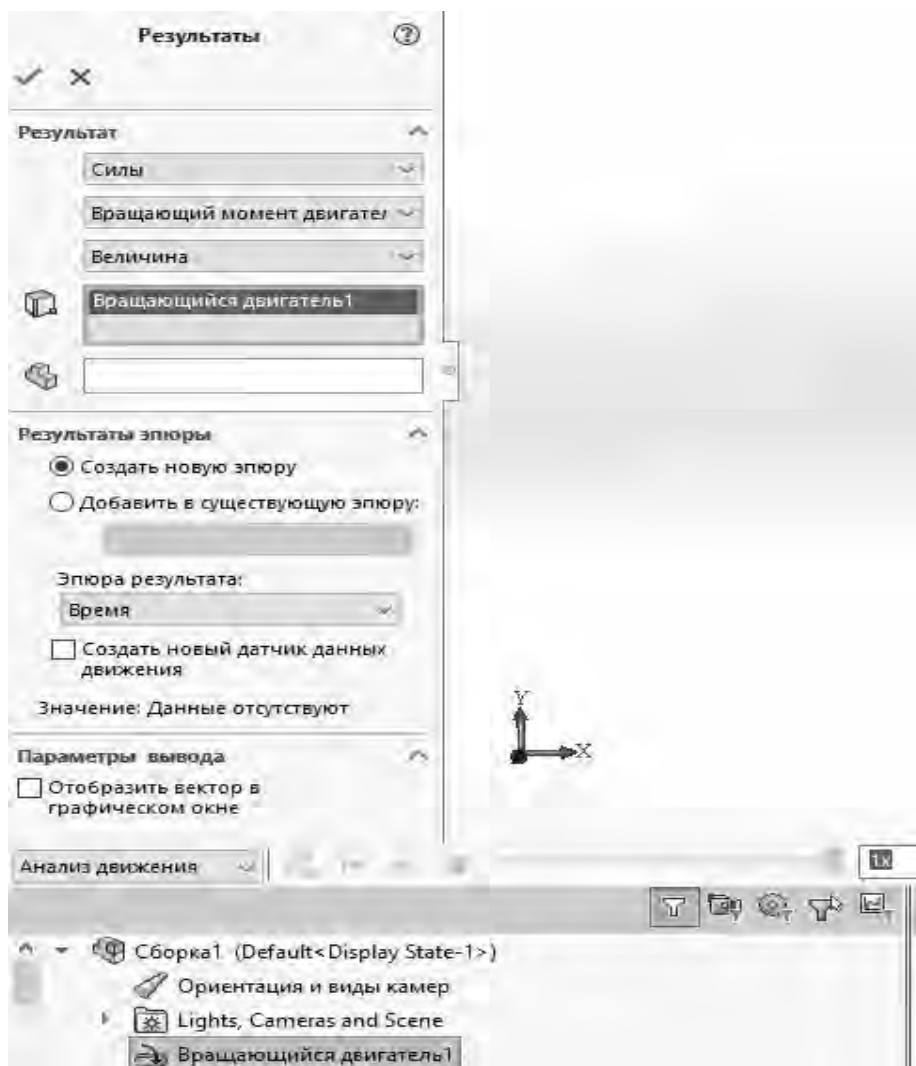 Результаты
Результат
Силы
Вращающий момент двигател
Величина
Вращающийся двигатель1
Результаты эпюры
Создать новую эпюру
Добавить в существующую эпюру:
Эпюра результата:
Время
Создать новый датчик данных
движения
Значение: Данные отсутствуют
Параметры вывода
Отобразить вектор в
графическом окне
Y
X
Анализ движения
1x
Сборка1 (Default<Display State-1>)
Ориентация и виды камер
Lights, Cameras and Scene
Вращающийся двигатель1